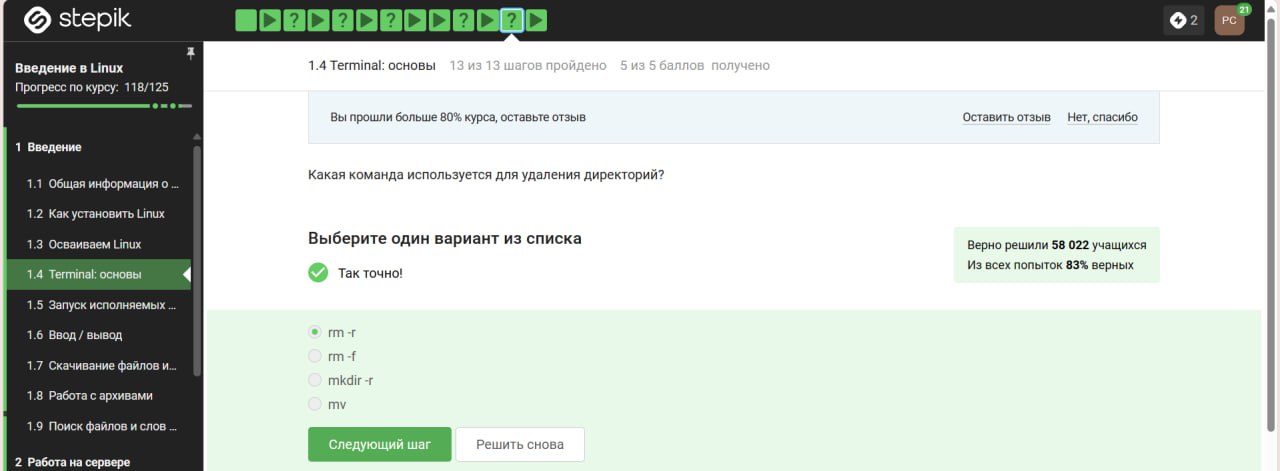 stepik
? ? ? ? ? ?
2
РС
21
Введение в Linux
Прогресс по курсу: 118/125
1 Введение
1.1 Общая информация о ...
1.2 Как установить Linux
1.3 Осваиваем Linux
1.4 Terminal: основы
1.5 Запуск исполняемых ...
1.6 Ввод / вывод
1.7 Скачивание файлов и...
1.8 Работа с архивами
1.9 Поиск файлов и слов ...
2 Работа на сервере
1.4 Terminal: основы 13 из 13 шагов пройдено 5 из 5 баллов получено
Вы прошли больше 80% курса, оставьте отзыв Оставить отзыв Нет, спасибо
Какая команда используется для удаления директорий?
Выберите один вариант из списка
Так точно!
Верно решили 58 022 учащихся
Из всех попыток 83% верных
rm -r
rm -f
mkdir -r
mv
Следующий шаг Решить снова